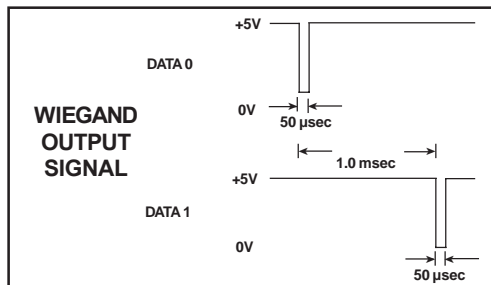 +5V
DATA 0
0V
50 µsec
WIEGAND
OUTPUT
SIGNAL
1.0 msec
+5V
DATA 1
0V
50 µsec